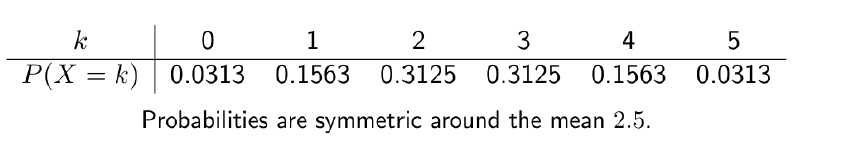 k 0 1 2 3 4 5
P(X = k) 0.0313 0.1563 0.3125 0.3125 0.1563 0.0313
Probabilities are symmetric around the mean 2.5.